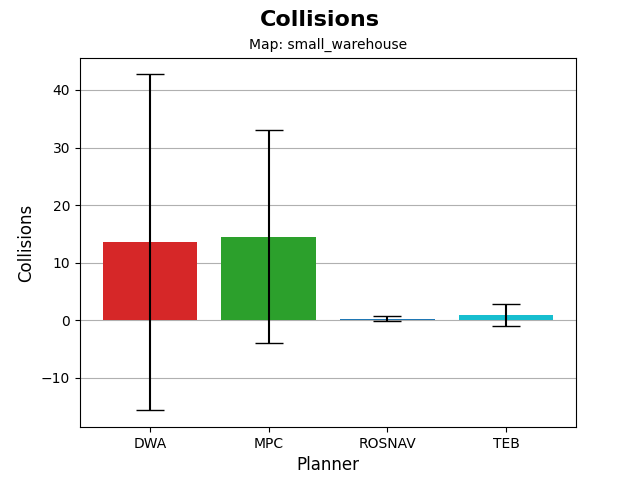 Collisions
Map: small_warehouse
Collisions
40
30
20
10
0
−10
DWA
MPC
ROSNAV
TEB
Planner